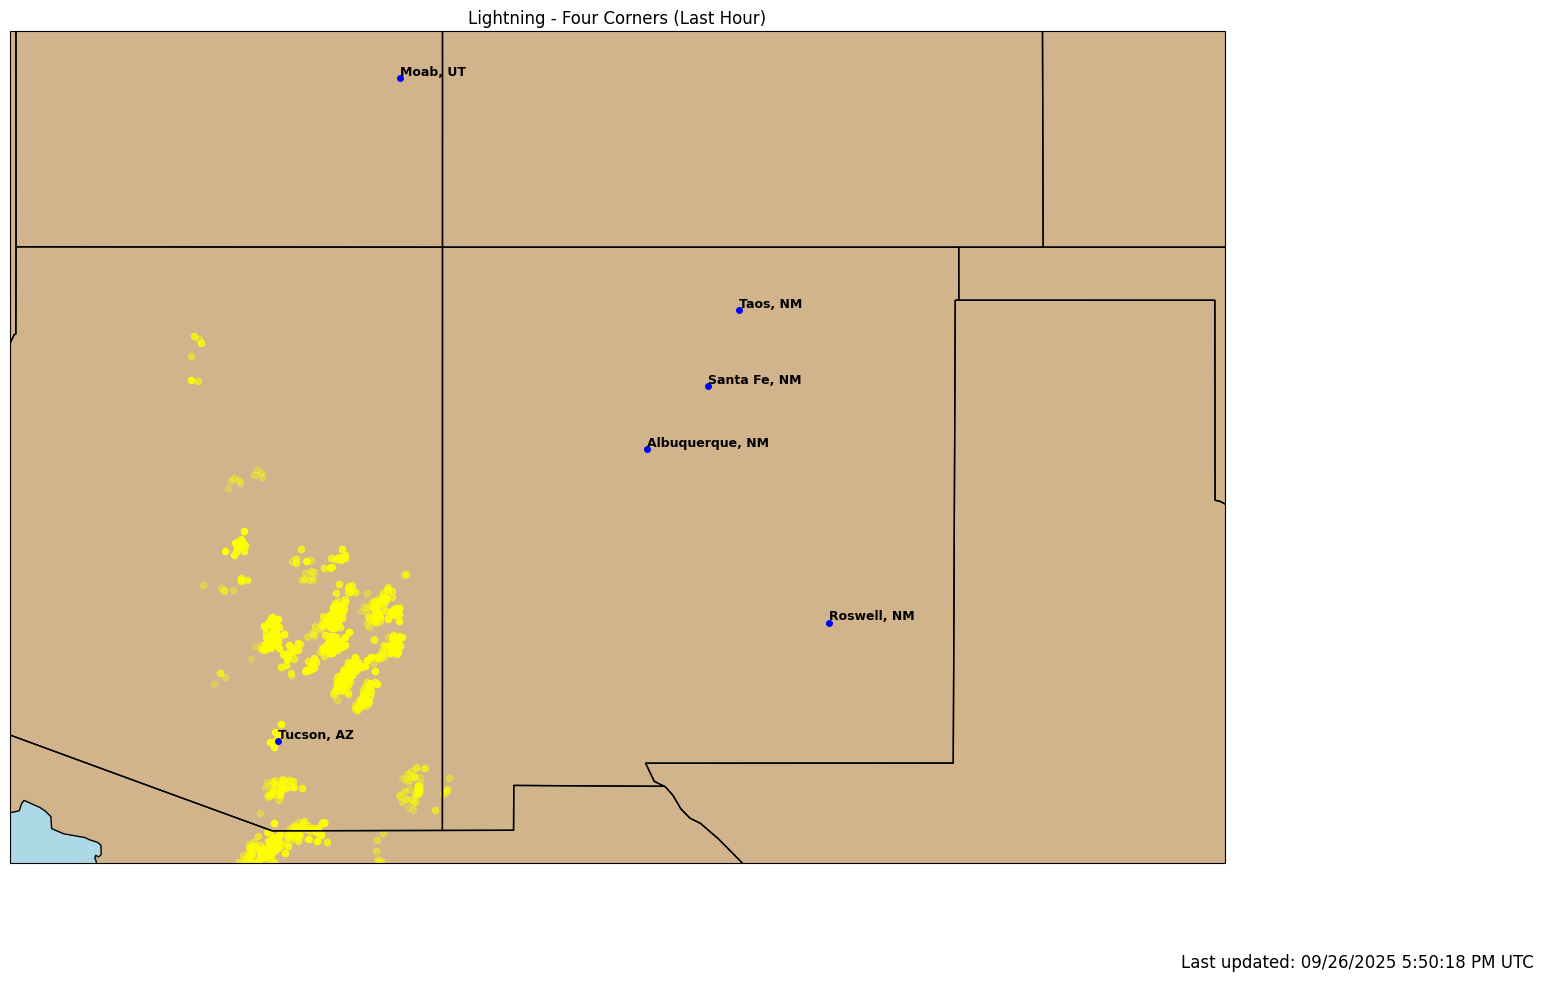 Lightning - Four Corners (Last Hour)
Moab, UT
Taos, NM
Santa Fe, NM
Albuquerque, NM
Roswell, NM
Tucson, AZ
Last updated: 09/26/2025 5:50:18 PM UTC